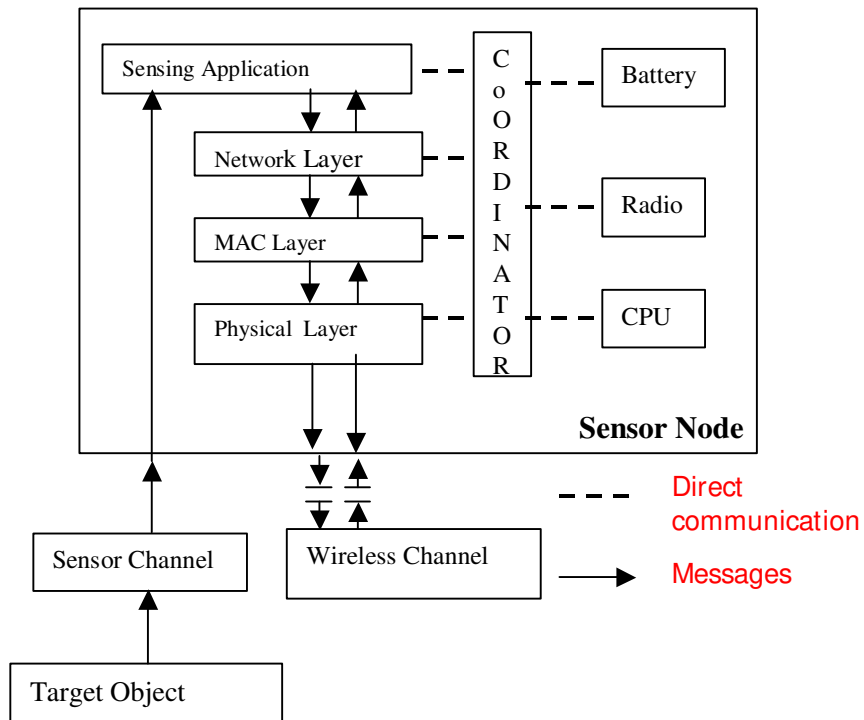 Sensing Application
Network Layer
MAC Layer
Physical Layer
CoORDINATOR
Battery
Radio
CPU
Sensor Node
Sensor Channel
Wireless Channel
Target Object
Direct
communication
Messages